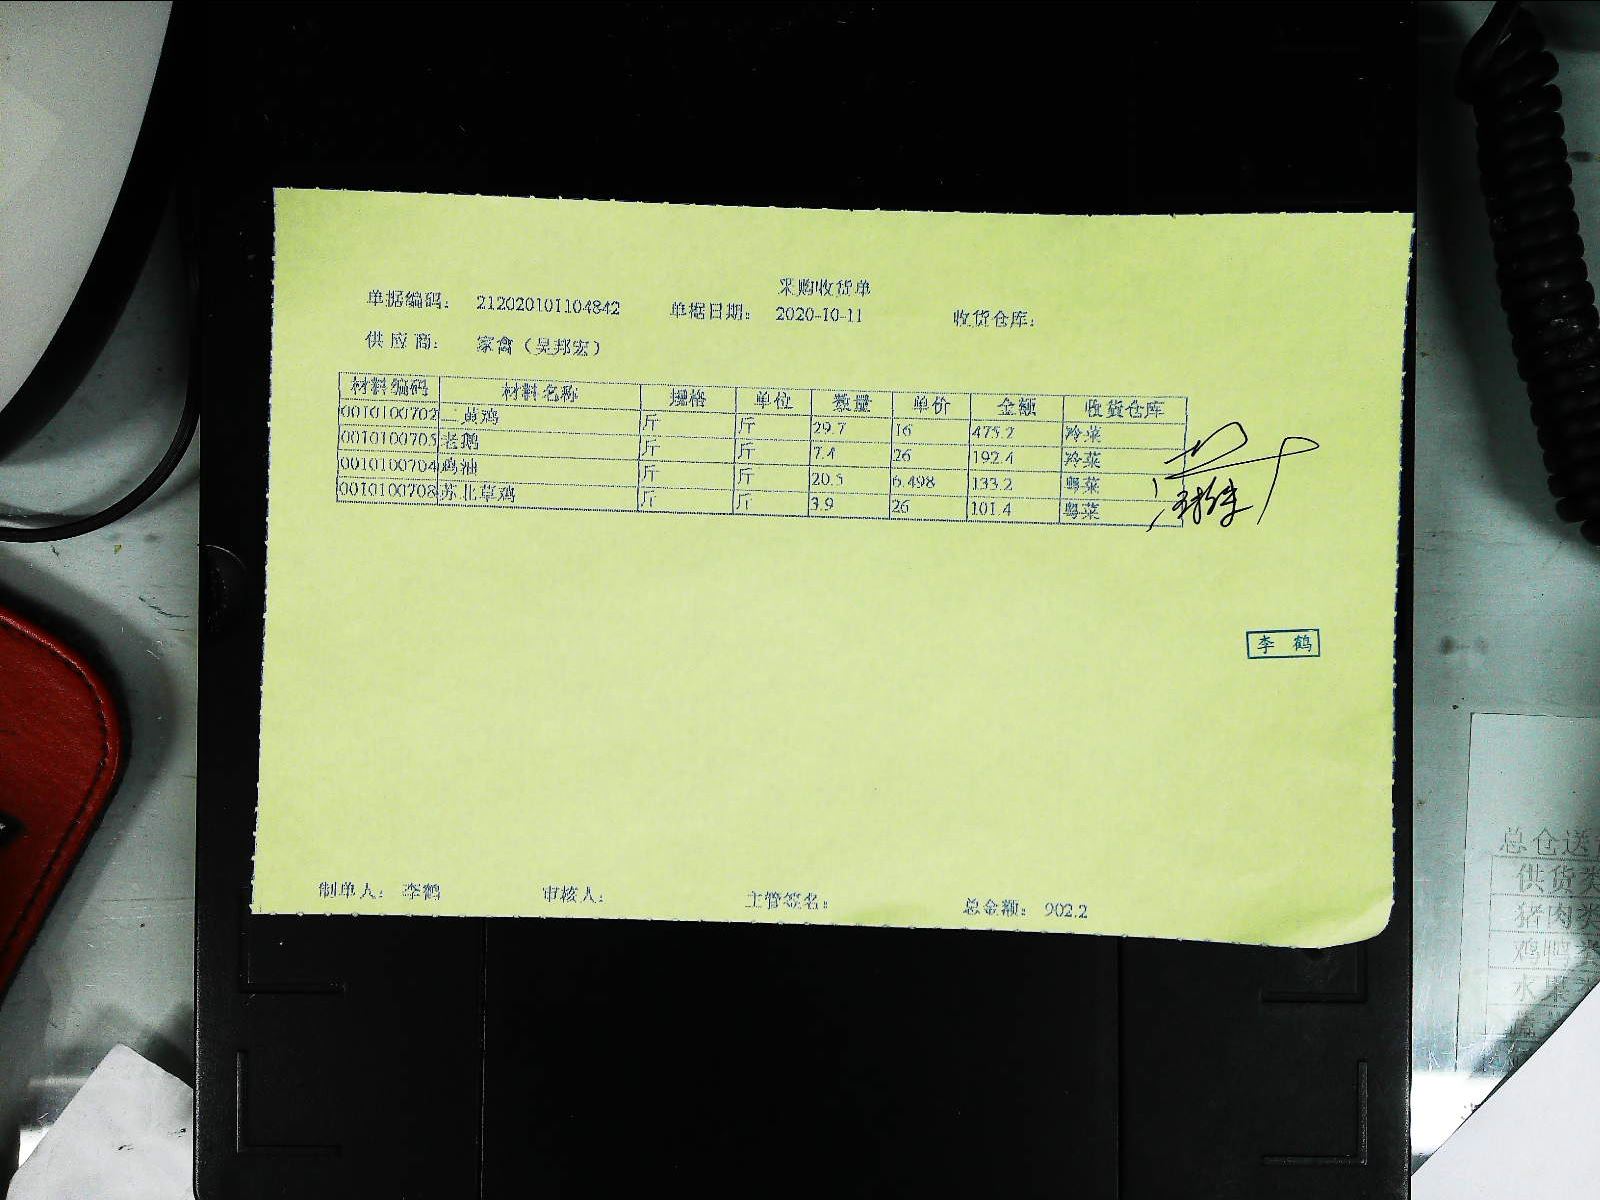 采购收货单
单据编码： 212020101104842 单据日期： 2020-10-11 收货仓库：
供应商： 家禽（吴邦宏）
材料编码 材料名称 规格 单位 数量 单价 金额 收货仓库
0010100702 三黄鸡 斤 斤 29.7 16 475.2 冷菜
0010100705 老鹅 斤 斤 7.4 26 192.4 冷菜
0010100704 鸡油 斤 斤 20.5 6.498 133.2 粤菜
0010100708 苏北草鸡 斤 斤 3.9 26 101.4 粤菜
李鹤
制单人： 李鹤 审核人： 主管签名： 总金额： 902.2
总仓送
供货类
猪肉类
鸡鸭类
水果